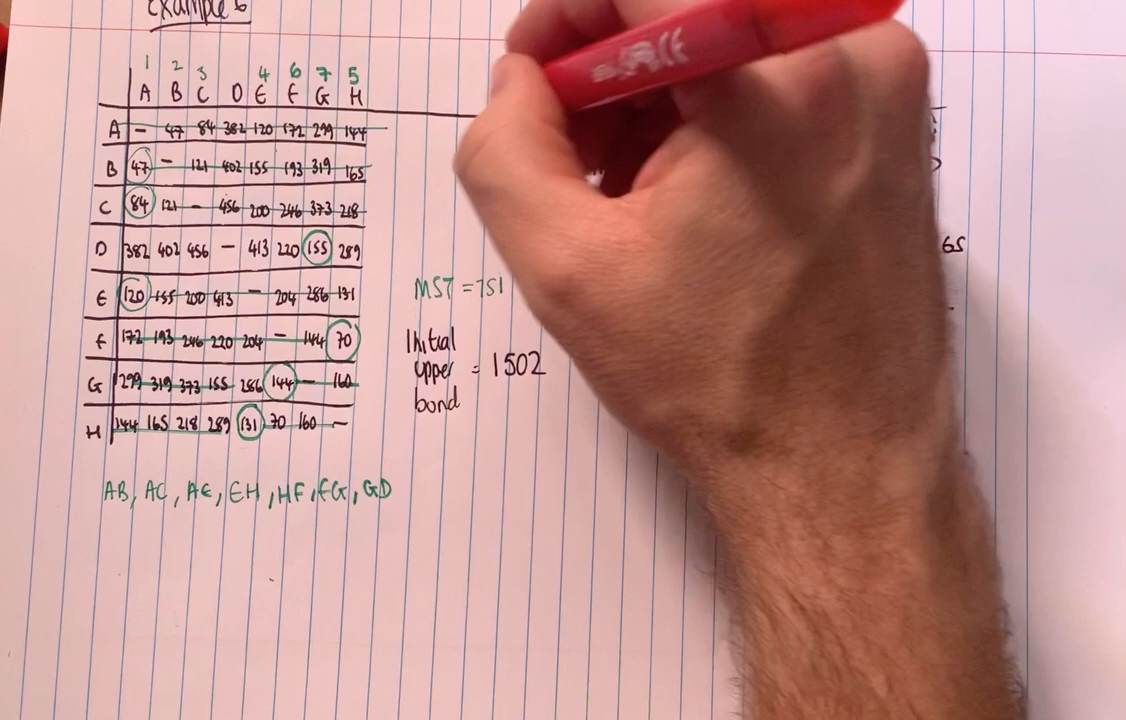 Example 6
1 2 3 4 6 7 5
A B C D E F G H
A - 47 84 382 120 172 299 144
B 47 - 121 402 155 193 319 165
C 84 121 - 456 200 246 373 218
D 382 402 456 - 413 220 155 289
E 120 155 200 413 - 204 286 131
F 172 193 246 220 204 - 144 70
G 299 319 373 155 286 144 - 160
H 144 165 218 289 131 70 160 -
AB, AC, AE, EH, HF, FG, GD
MST = 751
Initial
upper = 1502
bond
65